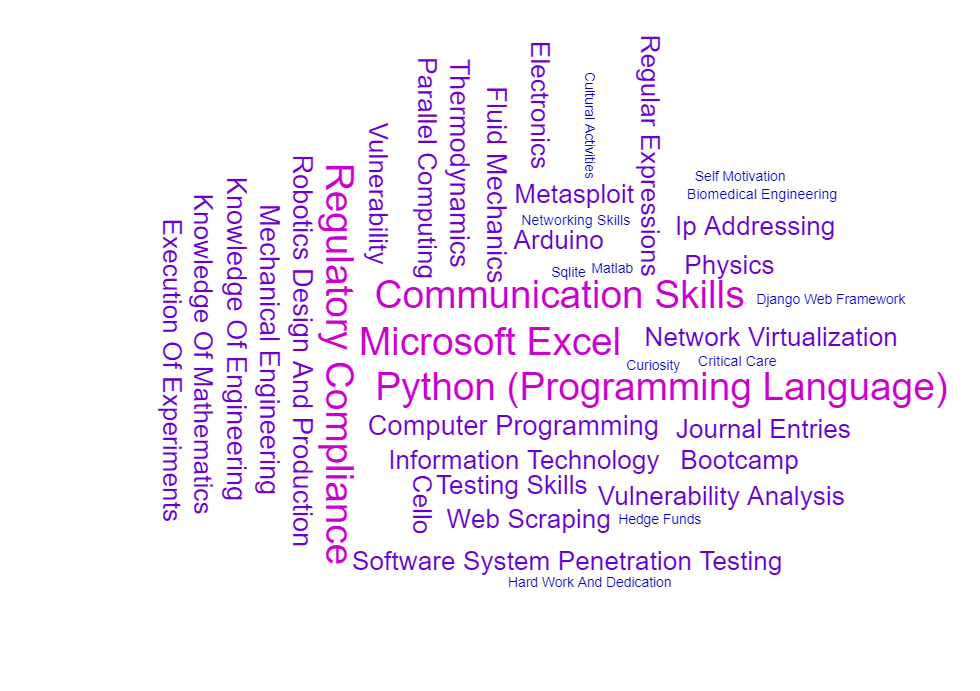 Execution Of Experiments
Knowledge Of Mathematics
Knowledge Of Engineering
Mechanical Engineering
Robotics Design And Production
Regulatory Compliance
Vulnerability
Parallel Computing
Thermodynamics
Fluid Mechanics
Electronics
Cultural Activities
Regular Expressions
Self Motivation
Metasploit
Biomedical Engineering
Networking Skills
Ip Addressing
Arduino
Physics
Sqlite
Matlab
Communication Skills
Django Web Framework
Microsoft Excel
Network Virtualization
Curiosity
Critical Care
Python (Programming Language)
Computer Programming
Journal Entries
Information Technology
Bootcamp
Cello
Testing Skills
Vulnerability Analysis
Web Scraping
Hedge Funds
Software System Penetration Testing
Hard Work And Dedication